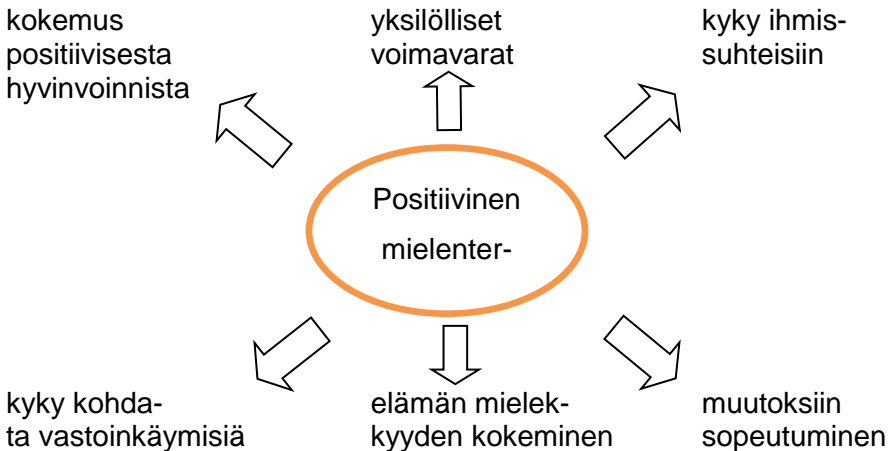 kokemus
positiivisesta
hyvinvoinnista
yksilölliset
voimavarat
kyky ihmis-
suhteisiin
Positiivinen
mielenter-
kyky kohda-
ta vastoinkäymisiä
elämän mielek-
kyyden kokeminen
muutoksiin
sopeutuminen